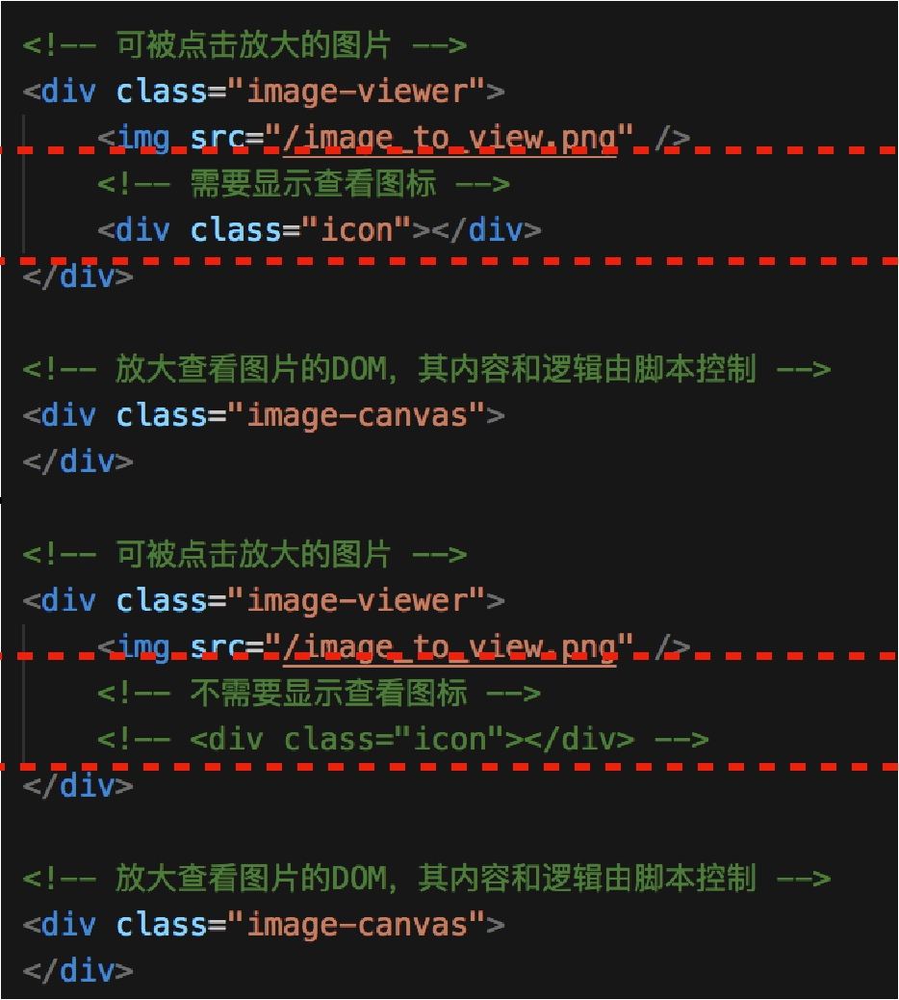 <!-- 可被点击放大的图片 -->
<div class="image-viewer">
    <img src="/image_to_view.png" />
    <!-- 需要显示查看图标 -->
    <div class="icon"></div>
</div>

<!-- 放大查看图片的DOM，其内容和逻辑由脚本控制 -->
<div class="image-canvas">
</div>

<!-- 可被点击放大的图片 -->
<div class="image-viewer">
    <img src="/image_to_view.png" />
    <!-- 不需要显示查看图标 -->
    <!-- <div class="icon"></div> -->
</div>

<!-- 放大查看图片的DOM，其内容和逻辑由脚本控制 -->
<div class="image-canvas">
</div>